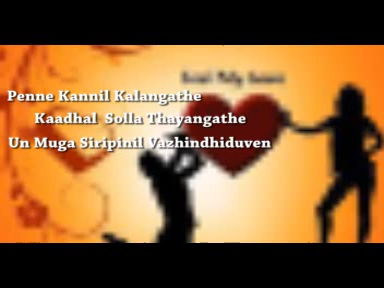 Penne Kannil Kalangathe
Kaadhal Solla Thayangathe
Un Muga Siripinil Vazhindhiduven